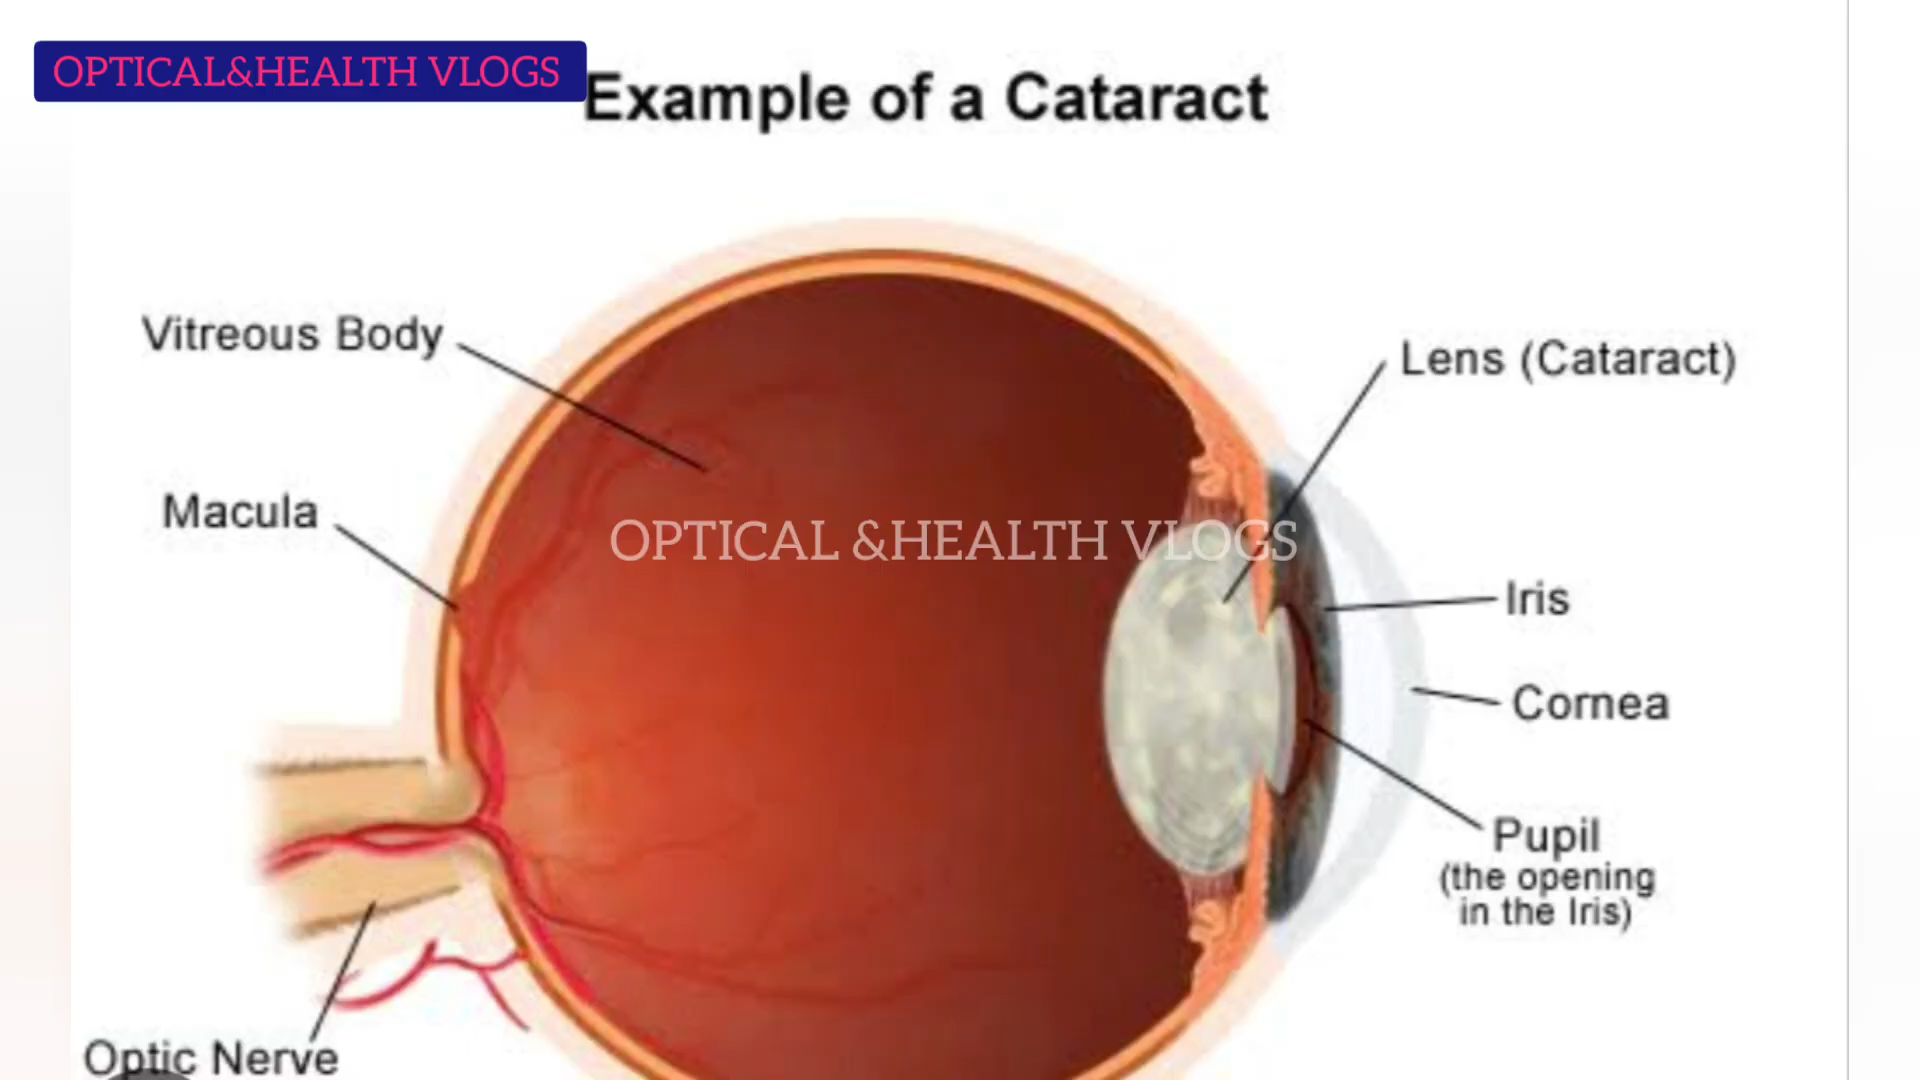 OPTICAL&HEALTH VLOGS
Example of a Cataract
Vitreous Body
Lens (Cataract)
Macula
OPTICAL &HEALTH VLOGS
Iris
Cornea
Pupil
(the opening
in the Iris)
Optic Nerve